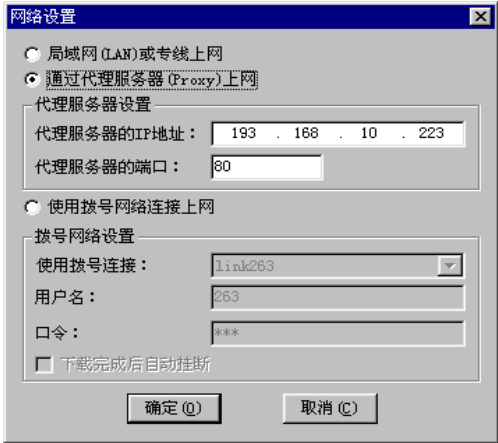 网络设置
局域网(LAN)或专线上网
通过代理服务器(Proxy)上网
代理服务器设置
代理服务器的IP地址： 193 . 168 . 10 . 223
代理服务器的端口： 80
使用拨号网络连接上网
拨号网络设置
使用拨号连接： link263
用户名： 263
口令： ***
下载完成后自动挂断
确定(O) 取消(C)